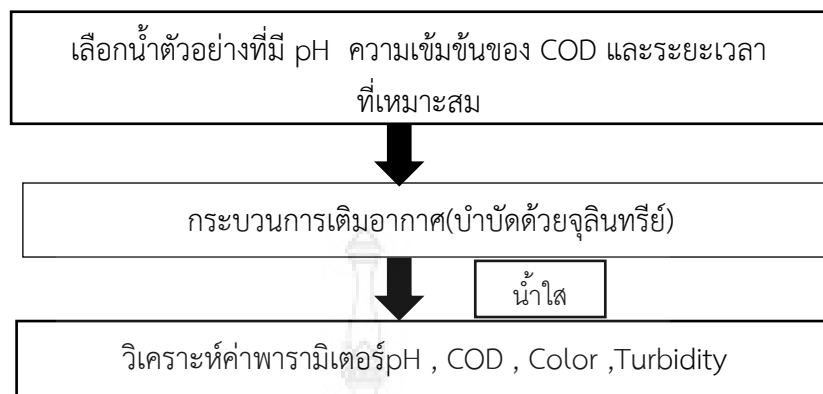 เลือกน้ำตัวอย่างที่มี pH ความเข้มข้นของ COD และระยะเวลา
ที่เหมาะสม
กระบวนการเติมอากาศ(บำบัดด้วยจุลินทรีย์)
น้ำใส
วิเคราะห์ค่าพารามิเตอร์pH , COD , Color ,Turbidity